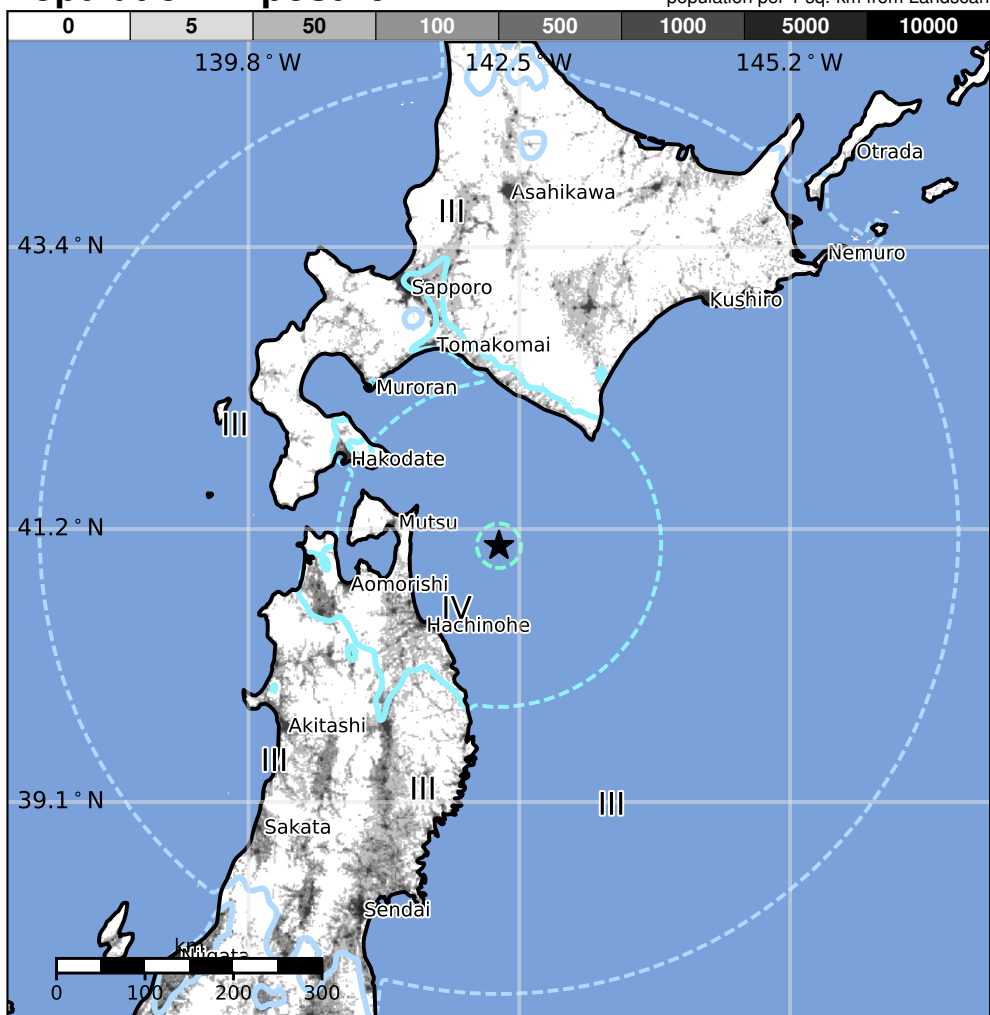 population per 1 sq. km from Landscan
0 5 50 100 500 1000 5000 10000
139.8°W 142.5°W 145.2°W
Otrada
Asahikawa
III
43.4°N
Nemuro
Sapporo
Kushiro
Tomakomai
Muroran
III
Hakodate
41.2°N
Mutsu
Aomorishi
IV
Hachinohe
Akitashi
III
III
III
39.1°N
Sakata
Sendai
km
Niigata
0 100 200 300